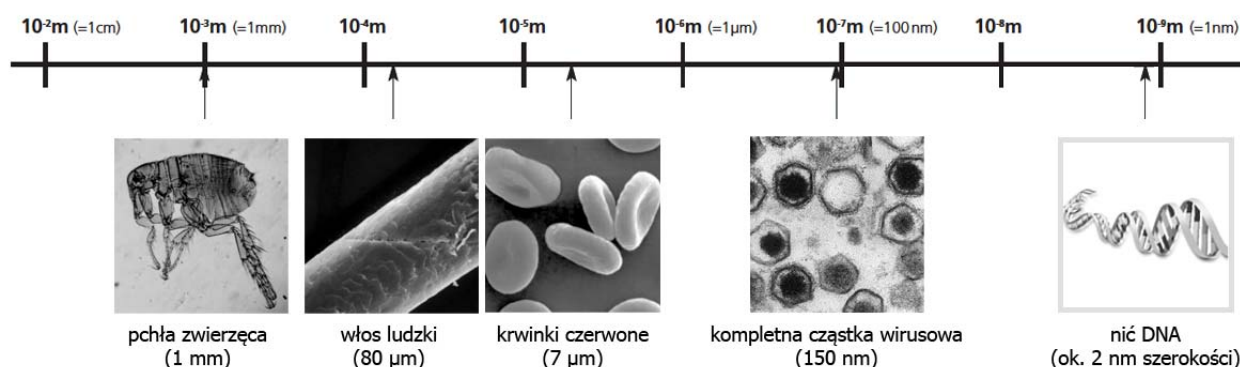 10-2m (=1cm) 10-3m (=1mm) 10-4m 10-5m 10-6m (=1μm) 10-7m (=100nm) 10-8m 10-9m (=1nm)
pchła zwierzęca
(1 mm)
włos ludzki
(80 μm)
krwinki czerwone
(7 μm)
kompletna cząstka wirusowa
(150 nm)
nić DNA
(ok. 2 nm szerokości)